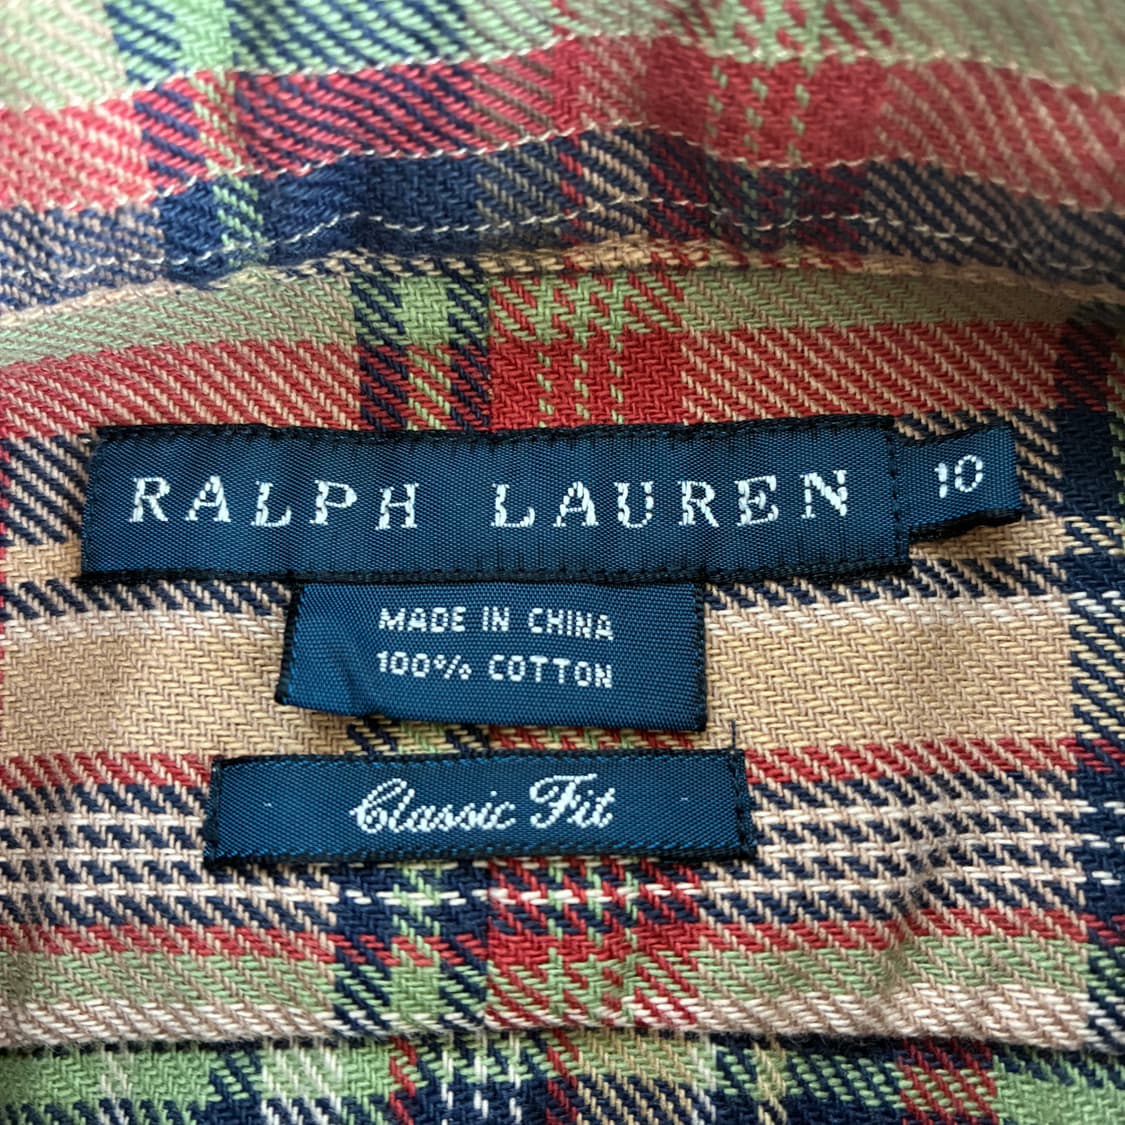 RALPH LAUREN 10
MADE IN CHINA
100% COTTON
Classic Fit